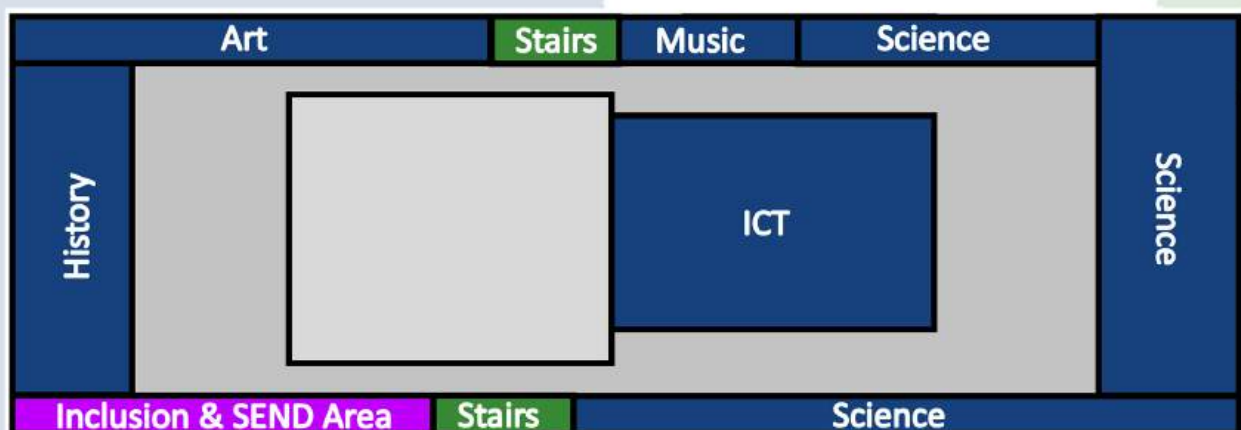 Art
Stairs
Music
Science
History
ICT
Science
Inclusion & SEND Area
Stairs
Science